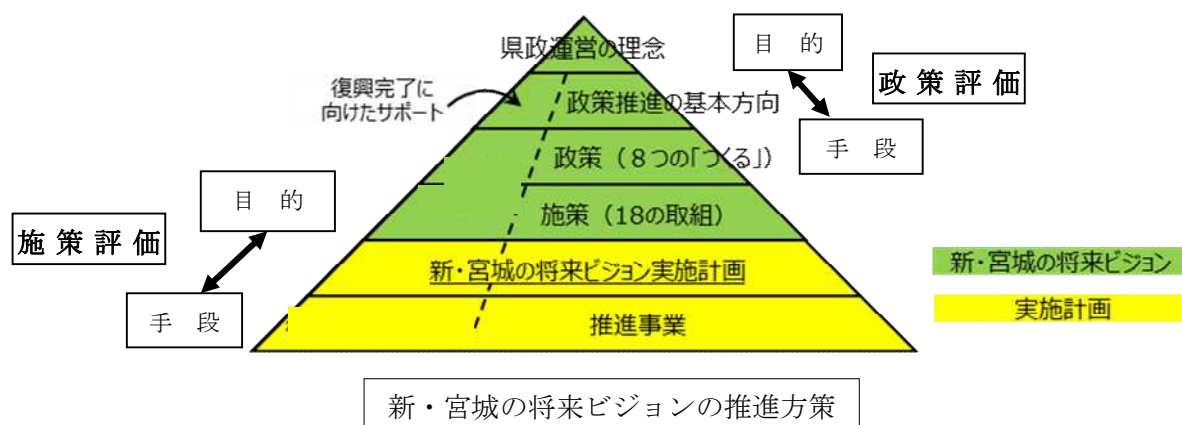 県政運営の理念
目 的
政策評価
復興完了に
向けたサポート
政策推進の基本方向
手 段
政策（８つの「つくる」）
目 的
施策（18の取組）
施策評価
新・宮城の将来ビジョン実施計画
新・宮城の将来ビジョン
手 段
推進事業
実施計画
新・宮城の将来ビジョンの推進方策